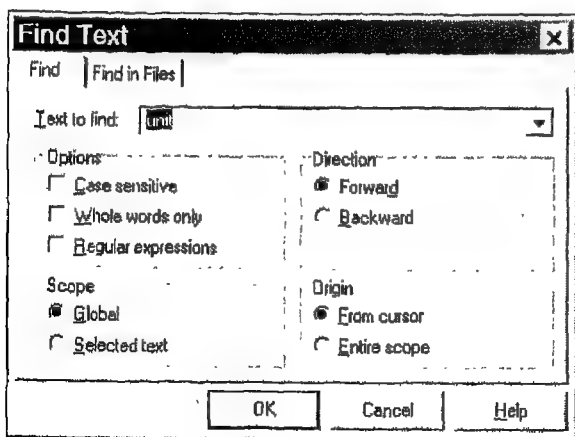 Find Text
Find Find in Files
Text to find: unit
Options
Case sensitive
Whole words only
Regular expressions
Direction
Forward
Backward
Scope
Global
Selected text
Origin
From cursor
Entire scope
OK Cancel Help